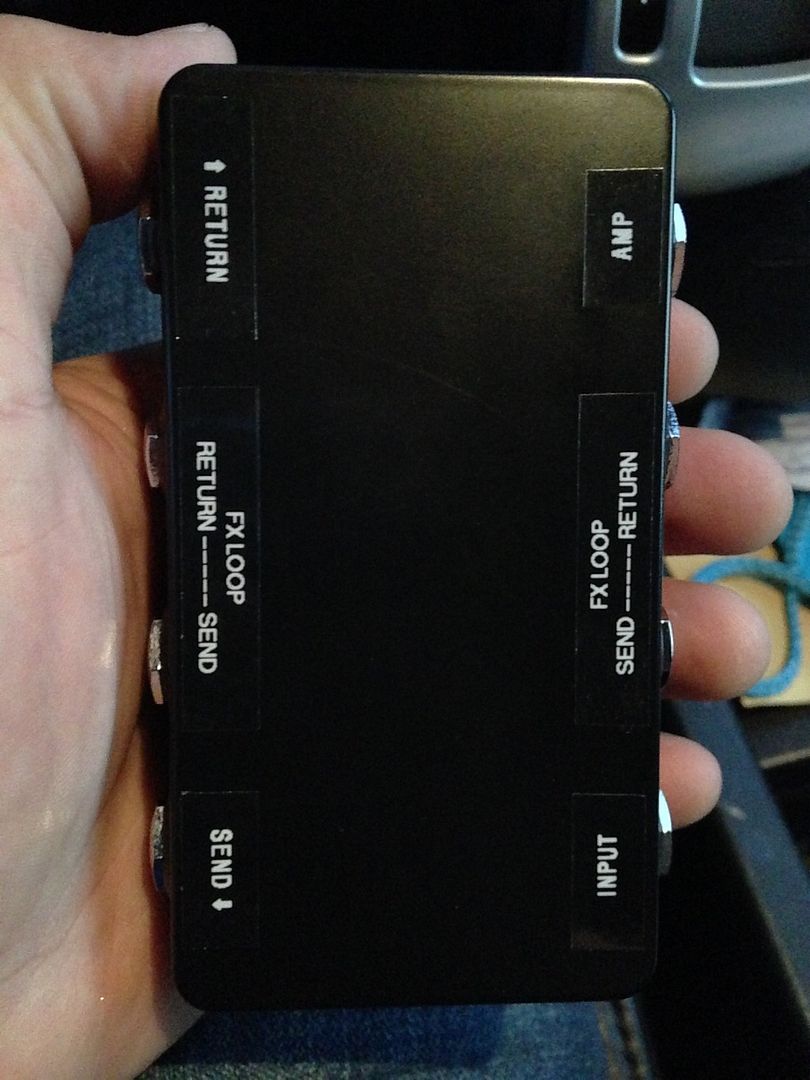 ↑ RETURN
AMP
FX LOOP
RETURN ----- SEND
FX LOOP
SEND ----- RETURN
SEND ↓
INPUT